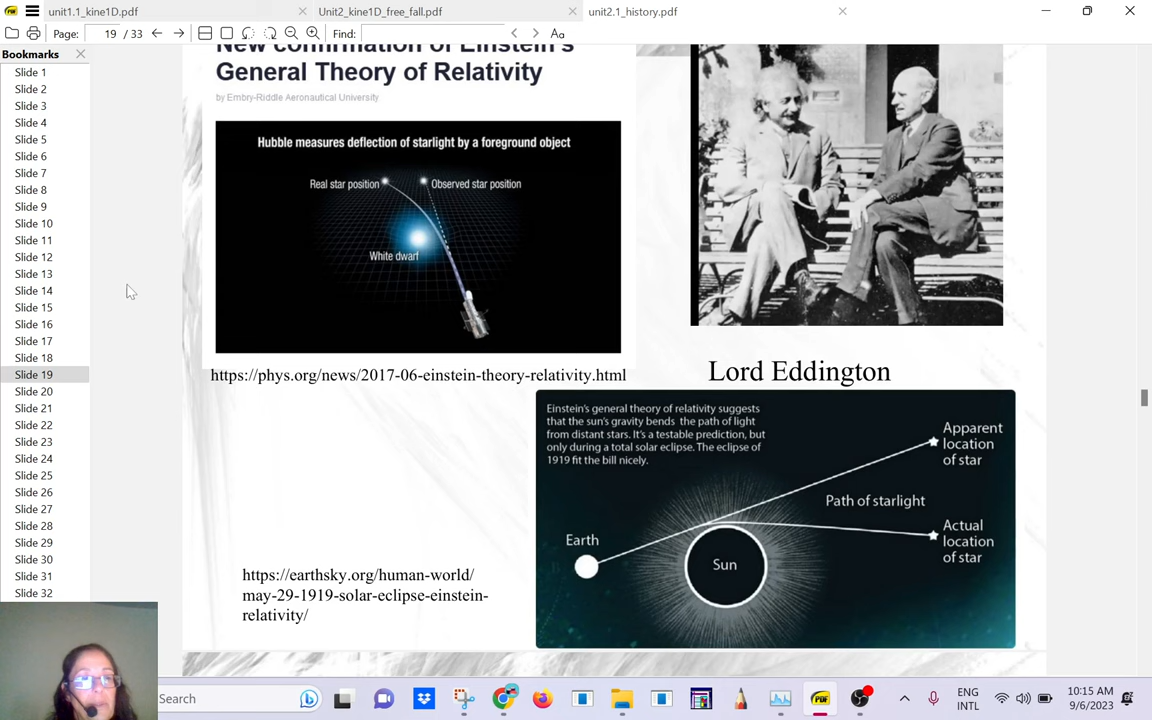 unit1.1_kine1D.pdf
Unit2_kine1D_free_fall.pdf
unit2.1_history.pdf
Page: 19 / 33
Find:
Aa
Bookmarks
Slide 1
Slide 2
Slide 3
Slide 4
Slide 5
Slide 6
Slide 7
Slide 8
Slide 9
Slide 10
Slide 11
Slide 12
Slide 13
Slide 14
Slide 15
Slide 16
Slide 17
Slide 18
Slide 19
Slide 20
Slide 21
Slide 22
Slide 23
Slide 24
Slide 25
Slide 26
Slide 27
Slide 28
Slide 29
Slide 30
Slide 31
Slide 32
New confirmation of Einstein's
General Theory of Relativity
by Embry-Riddle Aeronautical University
Hubble measures deflection of starlight by a foreground object
Real star position
Observed star position
White dwarf
https://phys.org/news/2017-06-einstein-theory-relativity.html
Lord Eddington
Einstein's general theory of relativity suggests
that the sun's gravity bends the path of light
from distant stars. It's a testable prediction, but
only during a total solar eclipse. The eclipse of
1919 fit the bill nicely.
Apparent
location
of star
Path of starlight
Actual
location
of star
Earth
Sun
https://earthsky.org/human-world/
may-29-1919-solar-eclipse-einstein-
relativity/
Search
ENG
INTL
10:15 AM
9/6/2023